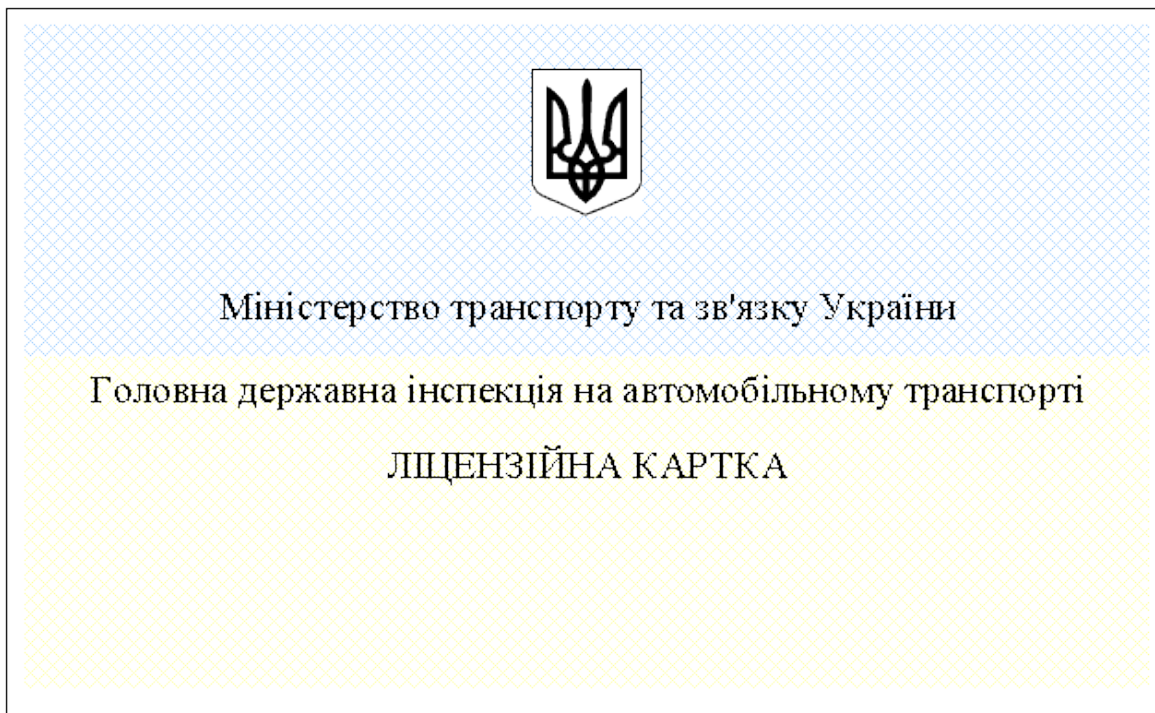 Міністерство транспорту та зв'язку України
Головна державна інспекція на автомобільному транспорті
ЛІЦЕНЗІЙНА КАРТКА